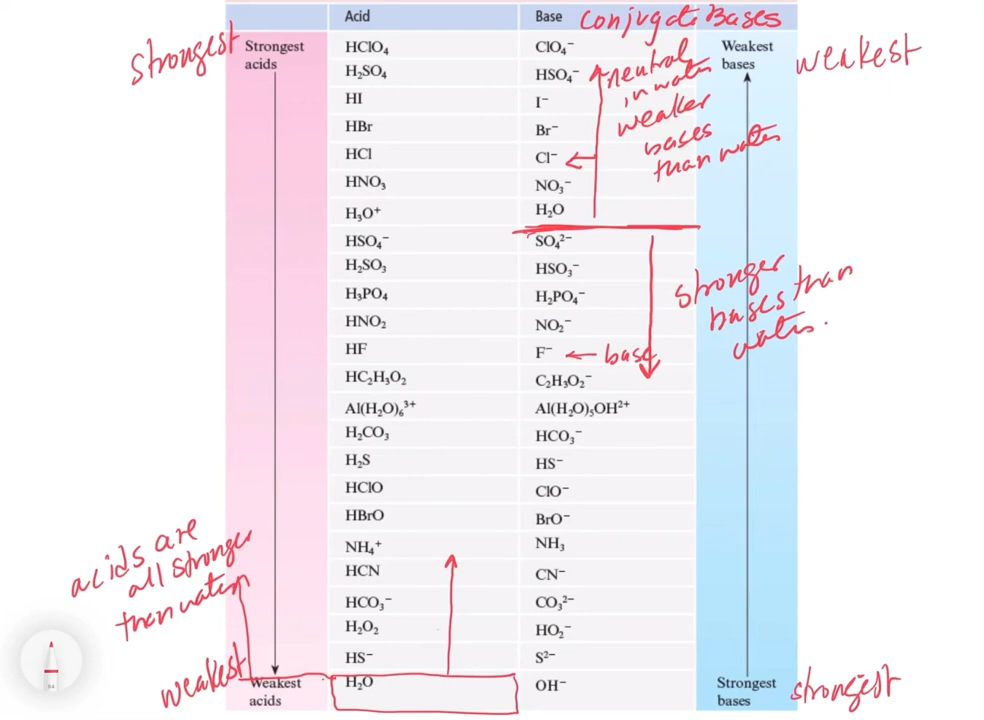 Acid Base conjugate Bases
strongest
Strongest
acids
Weakest
bases
weakest
HClO₄ ClO₄⁻
H₂SO₄ HSO₄⁻
HI I⁻
HBr Br⁻
HCl Cl⁻
HNO₃ NO₃⁻
H₃O⁺ H₂O
neutral
in water
weaker
bases
than water
HSO₄⁻ SO₄²⁻
H₂SO₃ HSO₃⁻
H₃PO₄ H₂PO₄⁻
HNO₂ NO₂⁻
HF F⁻ ← base
HC₂H₃O₂ C₂H₃O₂⁻
stronger
bases than
water.
Al(H₂O)₆³⁺ Al(H₂O)₅OH²⁺
H₂CO₃ HCO₃⁻
H₂S HS⁻
HClO ClO⁻
HBrO BrO⁻
NH₄⁺ NH₃
HCN CN⁻
HCO₃⁻ CO₃²⁻
H₂O₂ HO₂⁻
HS⁻ S²⁻
H₂O OH⁻
acids are
all stronger
than water
weakest
Weakest
acids
Strongest
bases
strongest